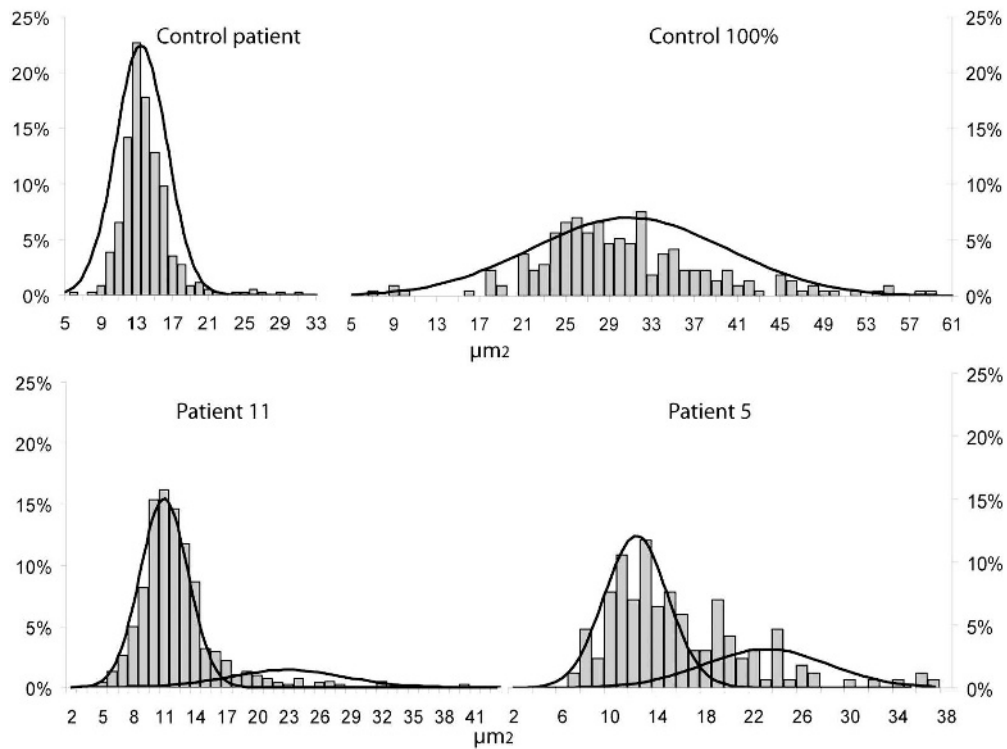 25% 25%
Control patient Control 100%
20% 20%
15% 15%
10% 10%
5% 5%
0% 0%
5 9 13 17 21 25 29 33 5 9 13 17 21 25 29 33 37 41 45 49 53 57 61
µm2
25% 25%
Patient 11 Patient 5
20% 20%
15% 15%
10% 10%
5% 5%
0% 0%
2 5 8 11 14 17 20 23 26 29 32 35 38 41 2 6 10 14 18 22 26 30 34 38
µm2